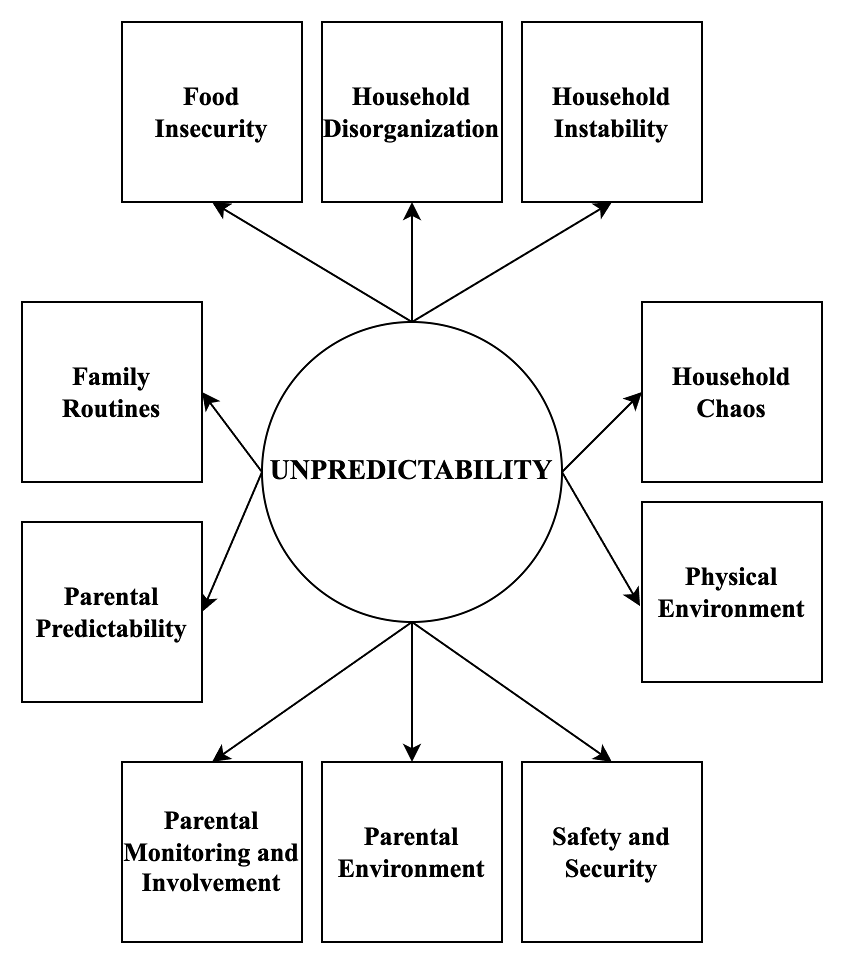 Food
Insecurity
Household
Disorganization
Household
Instability
Family
Routines
Household
Chaos
UNPREDICTABILITY
Parental
Predictability
Physical
Environment
Parental
Monitoring and
Involvement
Parental
Environment
Safety and
Security